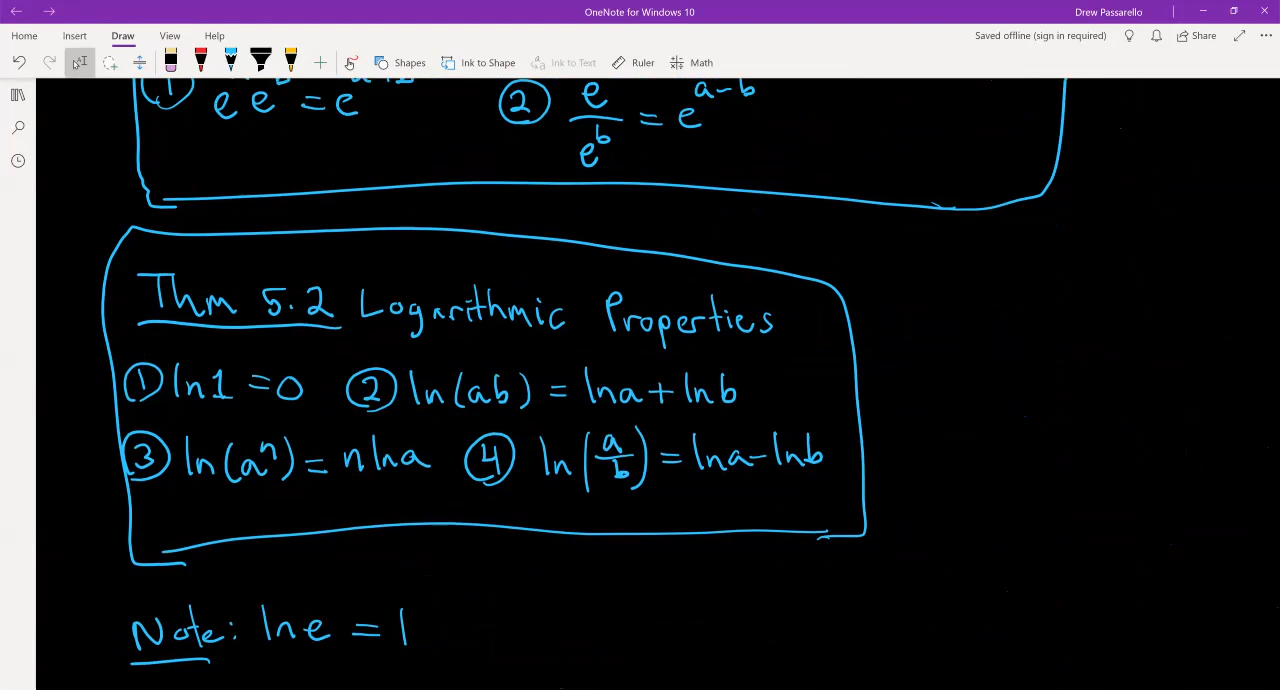 OneNote for Windows 10
Drew Passarello
Home Insert Draw View Help
Saved offline (sign in required) Share
Shapes Ink to Shape Ink to Text Ruler Math
① e e = e ② e/e^b = e^(a-b)
Thm 5.2 Logarithmic Properties
① ln1 = 0 ② ln(ab) = lna + lnb
③ ln(a^n) = n lna ④ ln(a/b) = lna - lnb
Note: lne = 1